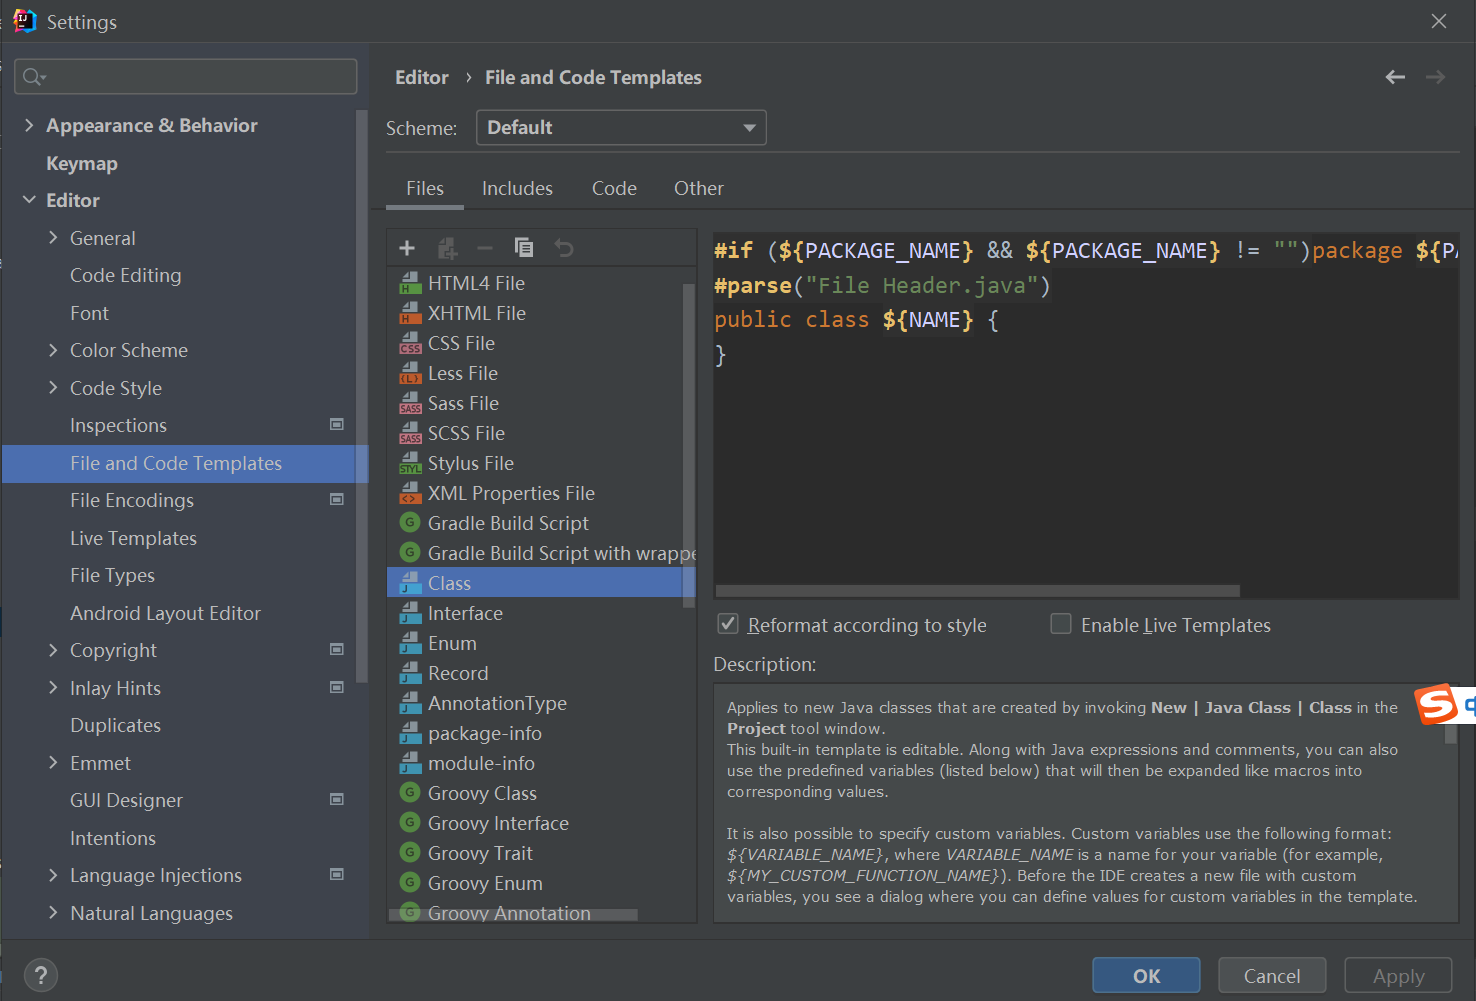 Settings
Appearance & Behavior
Keymap
Editor
General
Code Editing
Font
Color Scheme
Code Style
Inspections
File and Code Templates
File Encodings
Live Templates
File Types
Android Layout Editor
Copyright
Inlay Hints
Duplicates
Emmet
GUI Designer
Intentions
Language Injections
Natural Languages
Editor › File and Code Templates
Scheme: Default
Files Includes Code Other
HTML4 File
XHTML File
CSS File
Less File
Sass File
SCSS File
Stylus File
XML Properties File
Gradle Build Script
Gradle Build Script with wrappe
Class
Interface
Enum
Record
AnnotationType
package-info
module-info
Groovy Class
Groovy Interface
Groovy Trait
Groovy Enum
Groovy Annotation
#if (${PACKAGE_NAME} && ${PACKAGE_NAME} != "")package ${PA
#parse("File Header.java")
public class ${NAME} {
}
Reformat according to style Enable Live Templates
Description:
Applies to new Java classes that are created by invoking New | Java Class | Class in the
Project tool window.
This built-in template is editable. Along with Java expressions and comments, you can also
use the predefined variables (listed below) that will then be expanded like macros into
corresponding values.
It is also possible to specify custom variables. Custom variables use the following format:
${VARIABLE_NAME}, where VARIABLE_NAME is a name for your variable (for example,
${MY_CUSTOM_FUNCTION_NAME}). Before the IDE creates a new file with custom
variables, you see a dialog where you can define values for custom variables in the template.
?
OK Cancel Apply